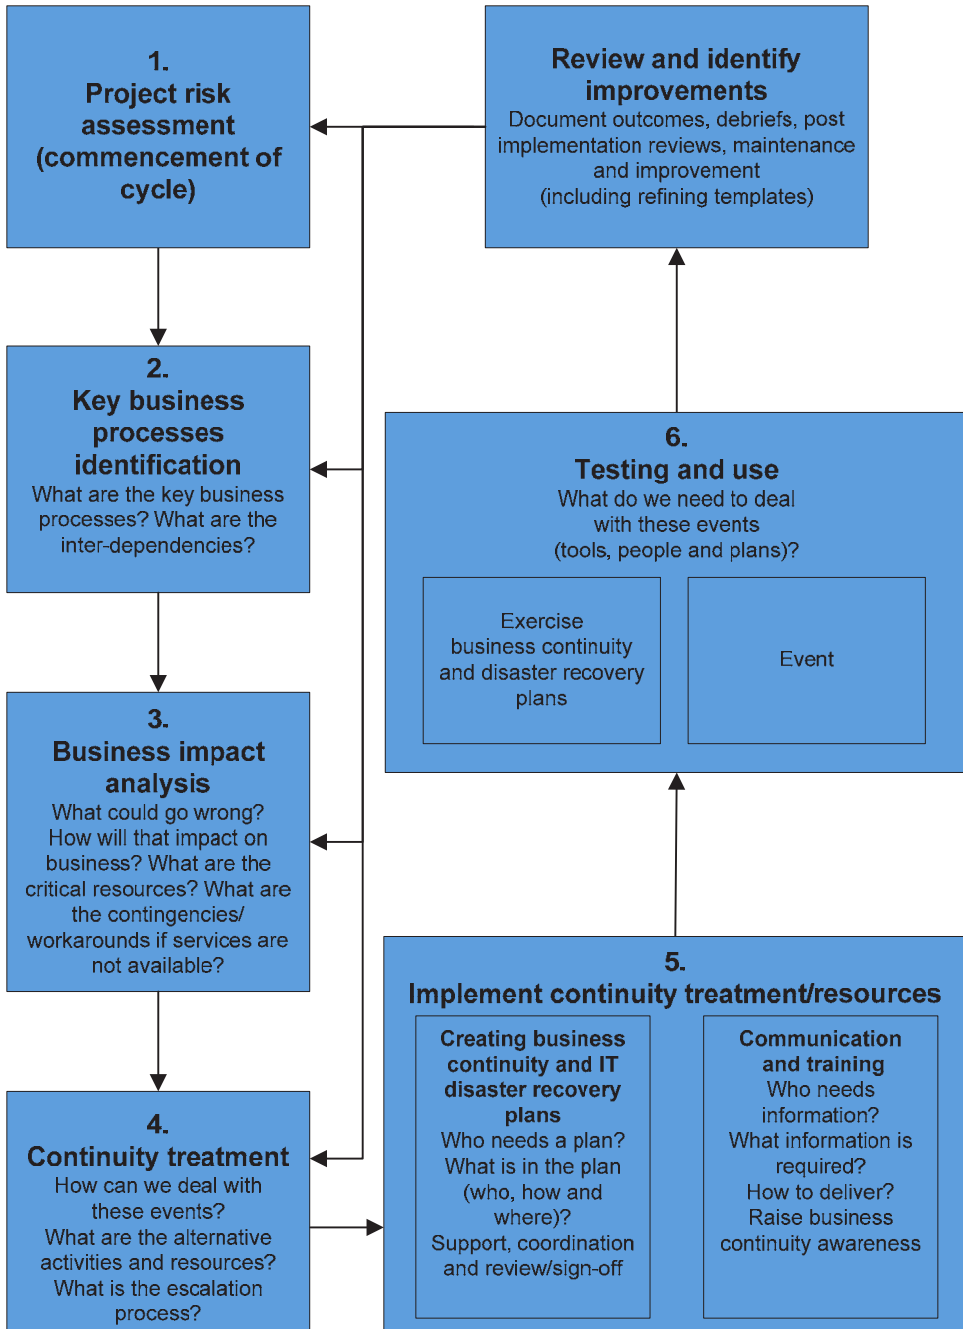 1.
Project risk
assessment
(commencement of
cycle)
2.
Key business
processes
identification
What are the key business
processes? What are the
inter-dependencies?
3.
Business impact
analysis
What could go wrong?
How will that impact on
business? What are the
critical resources? What are
the contingencies/
workarounds if services are
not available?
4.
Continuity treatment
How can we deal with
these events?
What are the alternative
activities and resources?
What is the escalation
process?
5.
Implement continuity treatment/resources
Creating business
continuity and IT
disaster recovery
plans
Who needs a plan?
What is in the plan
(who, how and
where)?
Support, coordination
and review/sign-off
Communication
and training
Who needs
information?
What information is
required?
How to deliver?
Raise business
continuity awareness
6.
Testing and use
What do we need to deal
with these events
(tools, people and plans)?
Exercise
business continuity
and disaster recovery
plans
Event
Review and identify
improvements
Document outcomes, debriefs, post
implementation reviews, maintenance
and improvement
(including refining templates)